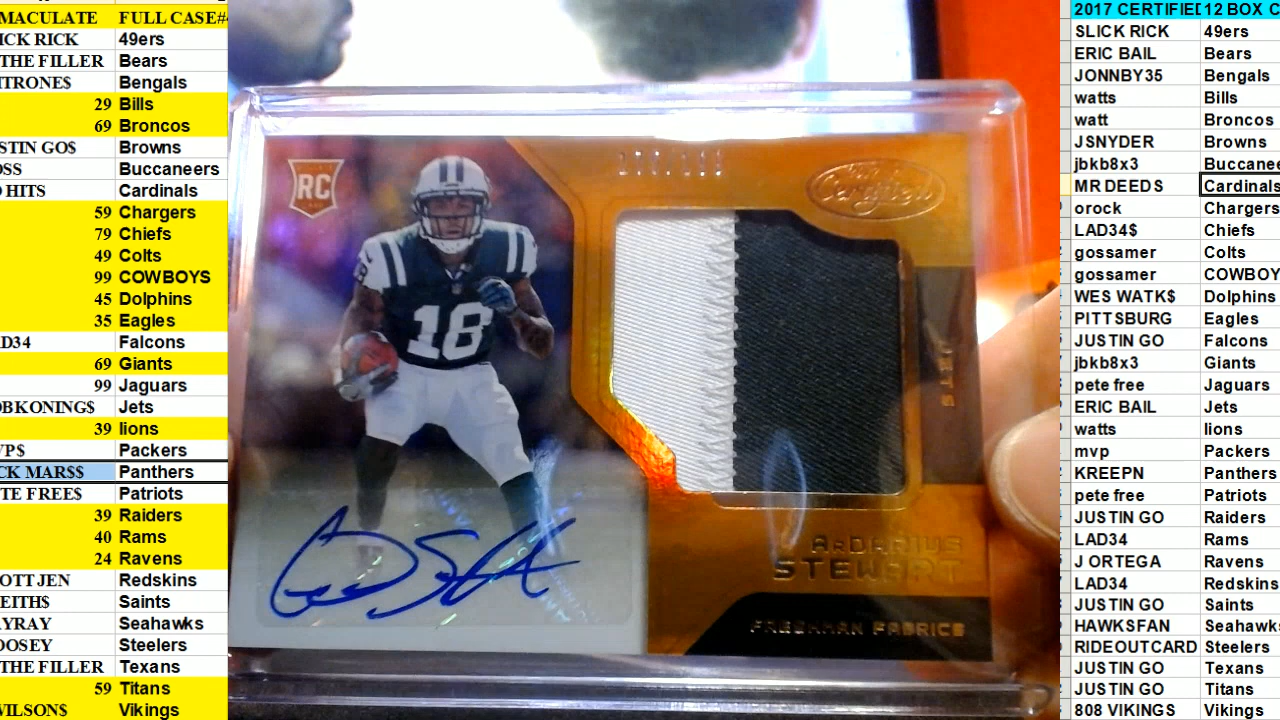 MACULATE FULL CASE#
ICK RICK 49ers
THE FILLER Bears
ITRONE$ Bengals
29 Bills
69 Broncos
STIN GO$ Browns
OSS Buccaneers
O HITS Cardinals
59 Chargers
79 Chiefs
49 Colts
99 COWBOYS
45 Dolphins
35 Eagles
D34 Falcons
69 Giants
99 Jaguars
OBKONING$ Jets
39 lions
VP$ Packers
CK MAR$$ Panthers
TE FREE$ Patriots
39 Raiders
40 Rams
24 Ravens
OTT JEN Redskins
EITH$ Saints
AYRAY Seahawks
OOSEY Steelers
THE FILLER Texans
59 Titans
WILSON$ Vikings
RC
Certified
18
JETS
ARDARIUS
STEWART
FRESHMAN FABRICS
2017 CERTIFIED 12 BOX C
SLICK RICK 49ers
ERIC BAIL Bears
JONNBY35 Bengals
watts Bills
watt Broncos
JSNYDER Browns
jbkb8x3 Buccanee
MR DEEDS Cardinals
orock Chargers
LAD34$ Chiefs
gossamer Colts
gossamer COWBOY
WES WATK$ Dolphins
PITTSBURG Eagles
JUSTIN GO Falcons
jbkb8x3 Giants
pete free Jaguars
ERIC BAIL Jets
watts lions
mvp Packers
KREEPN Panthers
pete free Patriots
JUSTIN GO Raiders
LAD34 Rams
J ORTEGA Ravens
LAD34 Redskins
JUSTIN GO Saints
HAWKSFAN Seahawks
RIDEOUTCARD Steelers
JUSTIN GO Texans
JUSTIN GO Titans
808 VIKINGS Vikings